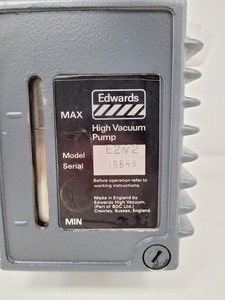 Edwards
MAX
High Vacuum
Pump
Model E2M2
Serial
Before operation refer to
working instructions.
Made in England by
Edwards High Vacuum,
(Part of BOC Ltd.)
Crawley, Sussex, England.
MIN